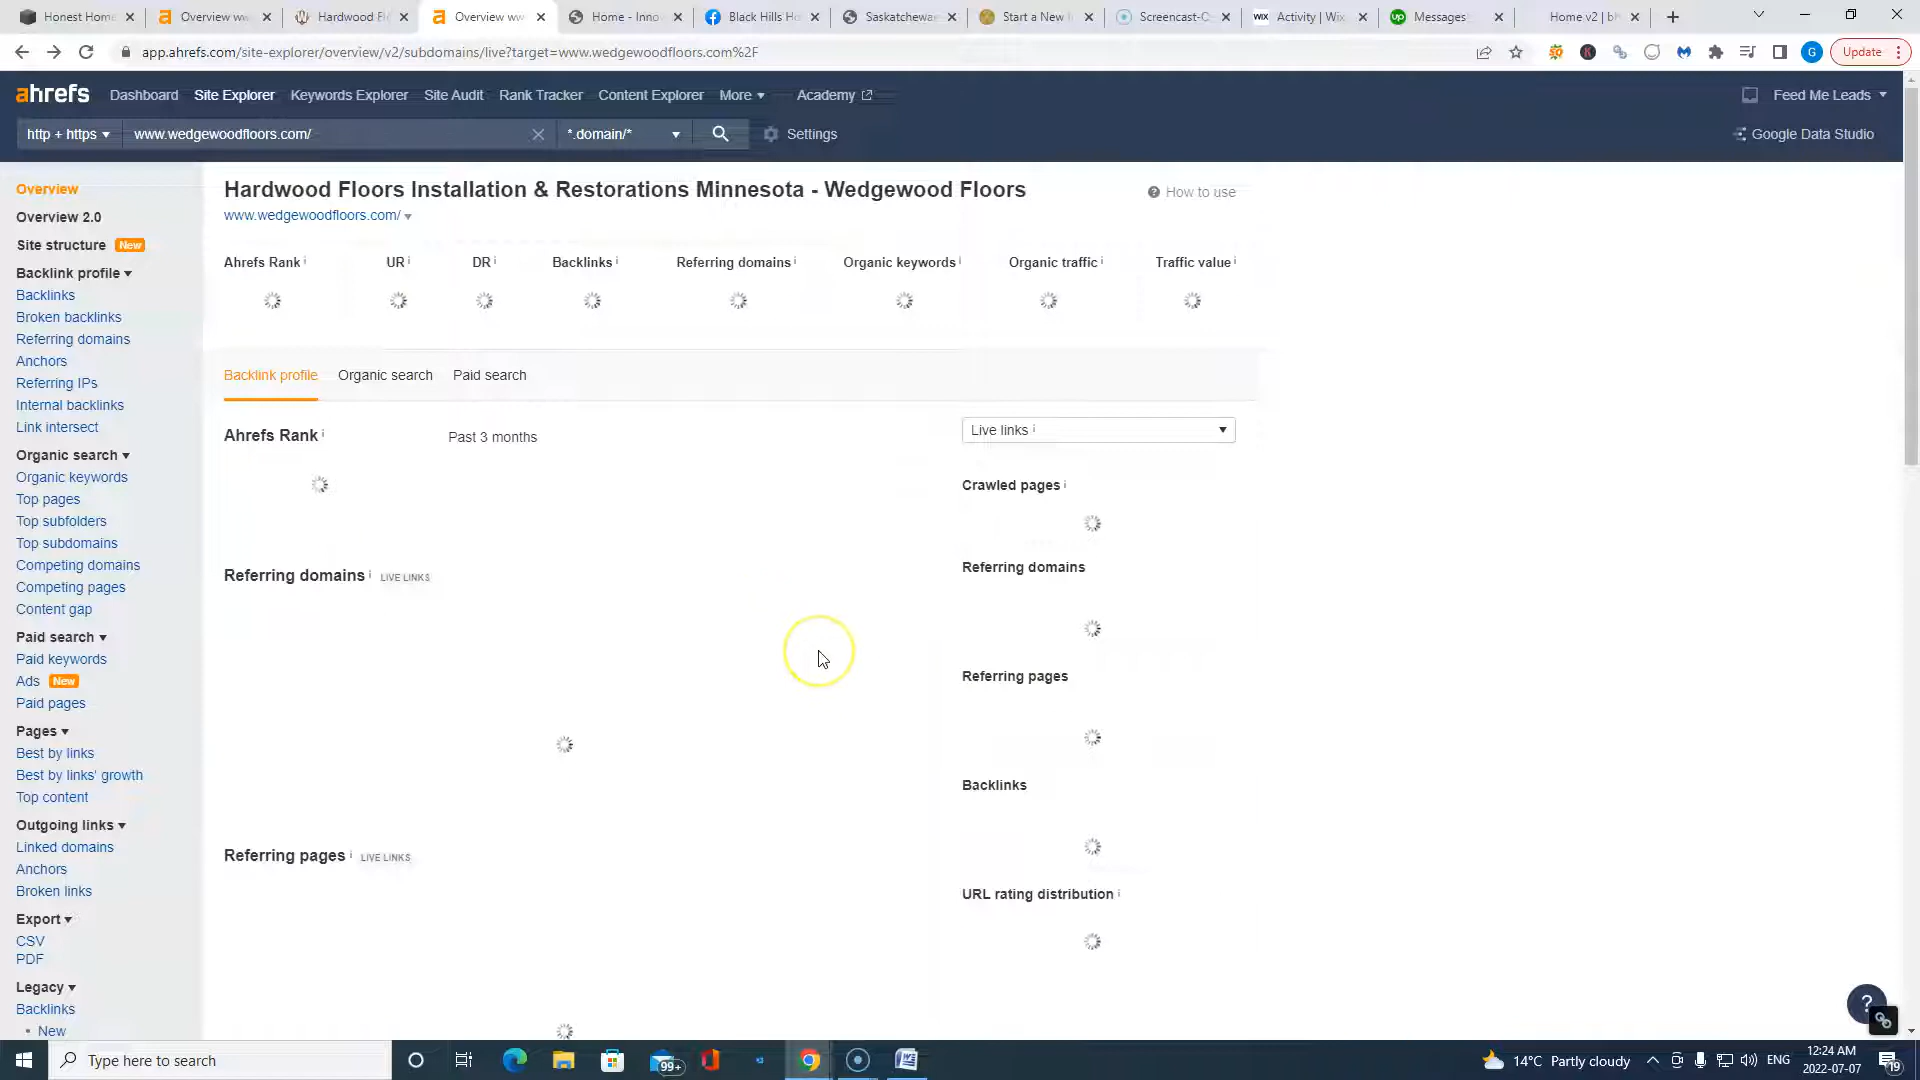 Honest Home
Overview ww
Hardwood Fl
Overview ww
Home - Inno
Black Hills Ho
Saskatchewa
Start a New
Screencast-O
WIX Activity | Wix
up Messages
Home v2 | bh
app.ahrefs.com/site-explorer/overview/v2/subdomains/live?target=www.wedgewoodfloors.com%2F
G
Update
ahrefs Dashboard Site Explorer Keywords Explorer Site Audit Rank Tracker Content Explorer More Academy
Feed Me Leads
http + https www.wedgewoodfloors.com/ *.domain/* Settings
Google Data Studio
Overview
Overview 2.0
Site structure New
Backlink profile
Backlinks
Broken backlinks
Referring domains
Anchors
Referring IPs
Internal backlinks
Link intersect
Organic search
Organic keywords
Top pages
Top subfolders
Top subdomains
Competing domains
Competing pages
Content gap
Paid search
Paid keywords
Ads New
Paid pages
Pages
Best by links
Best by links' growth
Top content
Outgoing links
Linked domains
Anchors
Broken links
Export
CSV
PDF
Legacy
Backlinks
New
Hardwood Floors Installation & Restorations Minnesota - Wedgewood Floors
How to use
www.wedgewoodfloors.com/
Ahrefs Rank i UR i DR i Backlinks i Referring domains i Organic keywords i Organic traffic i Traffic value i
Backlink profile Organic search Paid search
Ahrefs Rank i Past 3 months
Referring domains i LIVE LINKS
Referring pages i LIVE LINKS
Live links i
Crawled pages i
Referring domains
Referring pages
Backlinks
URL rating distribution i
?
Type here to search
99+
14°C Partly cloudy
ENG
12:24 AM
2022-07-07
19